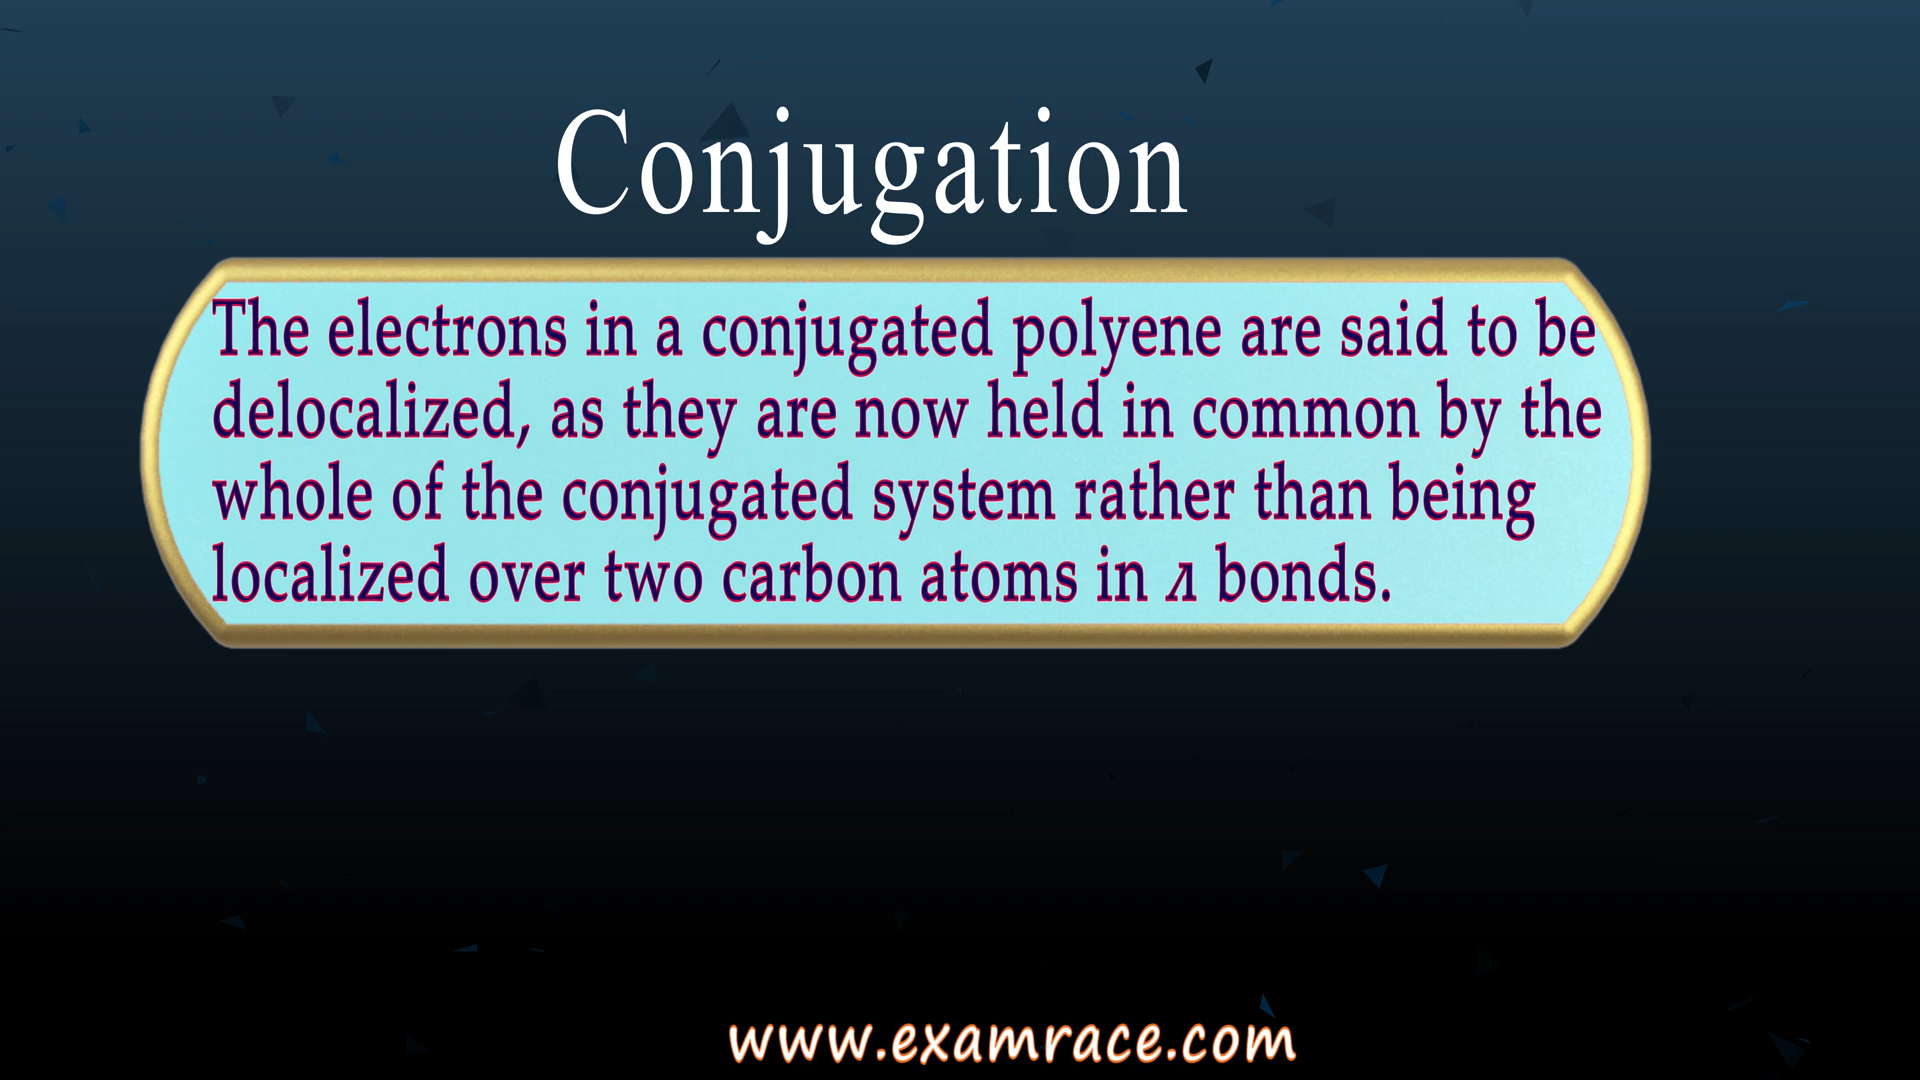 Conjugation
The electrons in a conjugated polyene are said to be
delocalized, as they are now held in common by the
whole of the conjugated system rather than being
localized over two carbon atoms in л bonds.
www.examrace.com